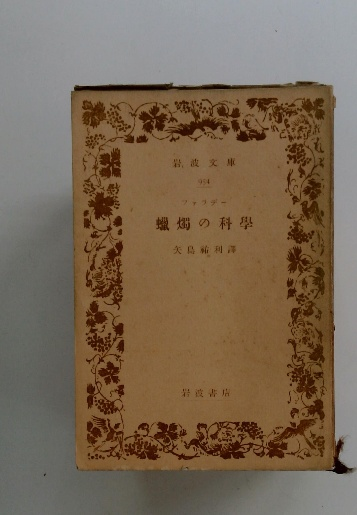 岩波文庫
ファラデー
蠟燭の科學
矢島祐利譯
岩波書店